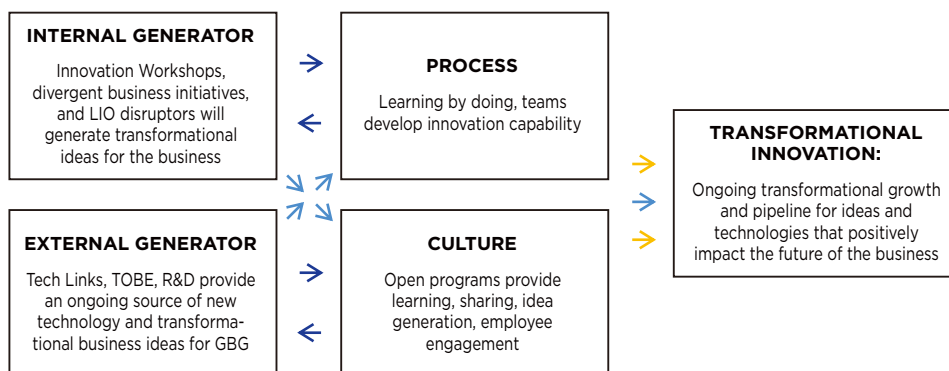 INTERNAL GENERATOR
Innovation Workshops,
divergent business initiatives,
and LIO disruptors will
generate transformational
ideas for the business
PROCESS
Learning by doing, teams
develop innovation capability
EXTERNAL GENERATOR
Tech Links, TOBE, R&D provide
an ongoing source of new
technology and transforma-
tional business ideas for GBG
CULTURE
Open programs provide
learning, sharing, idea
generation, employee
engagement
TRANSFORMATIONAL
INNOVATION:
Ongoing transformational growth
and pipeline for ideas and
technologies that positively
impact the future of the business